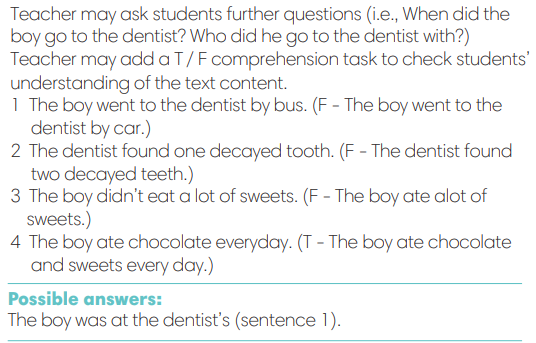 Teacher may ask students further questions (i.e., When did the
boy go to the dentist? Who did he go to the dentist with?)
Teacher may add a T / F comprehension task to check students'
understanding of the text content.
1 The boy went to the dentist by bus. (F – The boy went to the
dentist by car.)
2 The dentist found one decayed tooth. (F – The dentist found
two decayed teeth.)
3 The boy didn't eat a lot of sweets. (F – The boy ate alot of
sweets.)
4 The boy ate chocolate everyday. (T – The boy ate chocolate
and sweets every day.)
Possible answers:
The boy was at the dentist's (sentence 1).